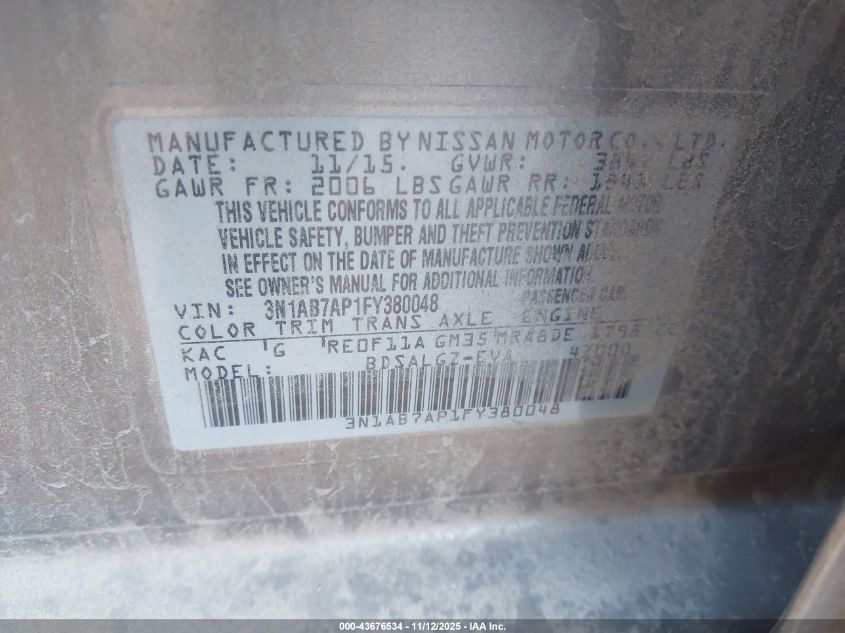 MANUFACTURED BY NISSAN MOTOR CO., LTD.
DATE: 11/15. GVWR: LBS
GAWR FR: 2006 LBS GAWR RR: LBS
THIS VEHICLE CONFORMS TO ALL APPLICABLE FEDERAL MOTOR
VEHICLE SAFETY, BUMPER AND THEFT PREVENTION STANDARDS
IN EFFECT ON THE DATE OF MANUFACTURE SHOWN ABOVE.
SEE OWNER'S MANUAL FOR ADDITIONAL INFORMATION.
VIN: 3N1AB7AP1FY380048 PASSENGER CAR
COLOR TRIM TRANS AXLE ENGINE
KAC G RE0F11A GM35 MRA8DE
MODEL: BDSALGZ-EVA
3N1AB7AP1FY380048
000-43676534 - 11/12/2025 - IAA Inc.